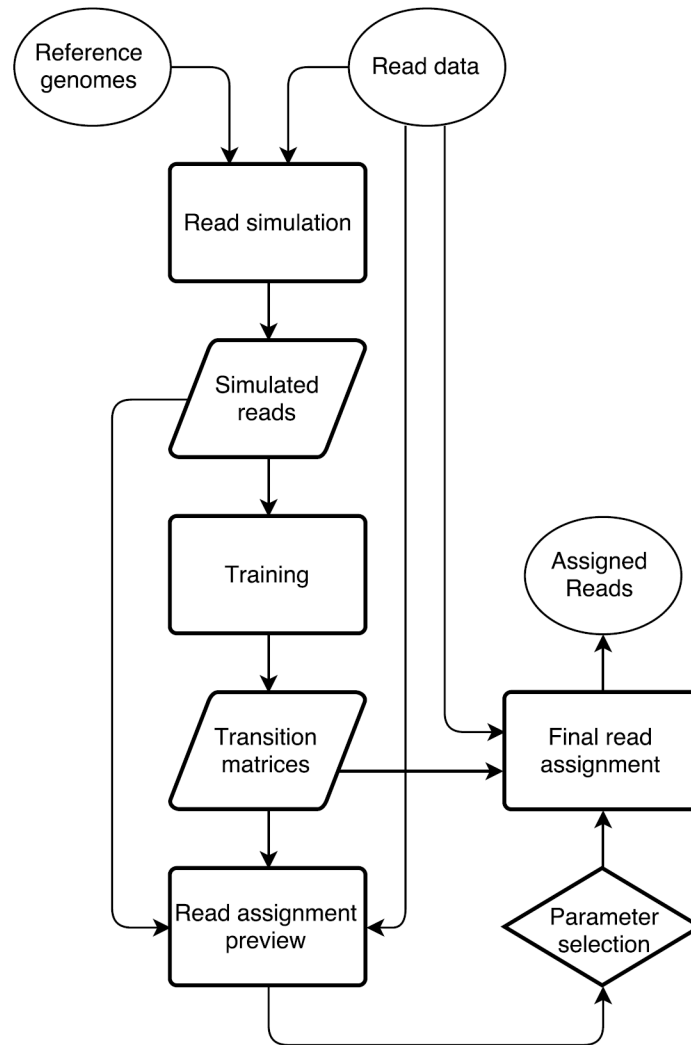 Reference
genomes
Read data
Read simulation
Simulated
reads
Training
Assigned
Reads
Transition
matrices
Final read
assignment
Read assignment
preview
Parameter
selection